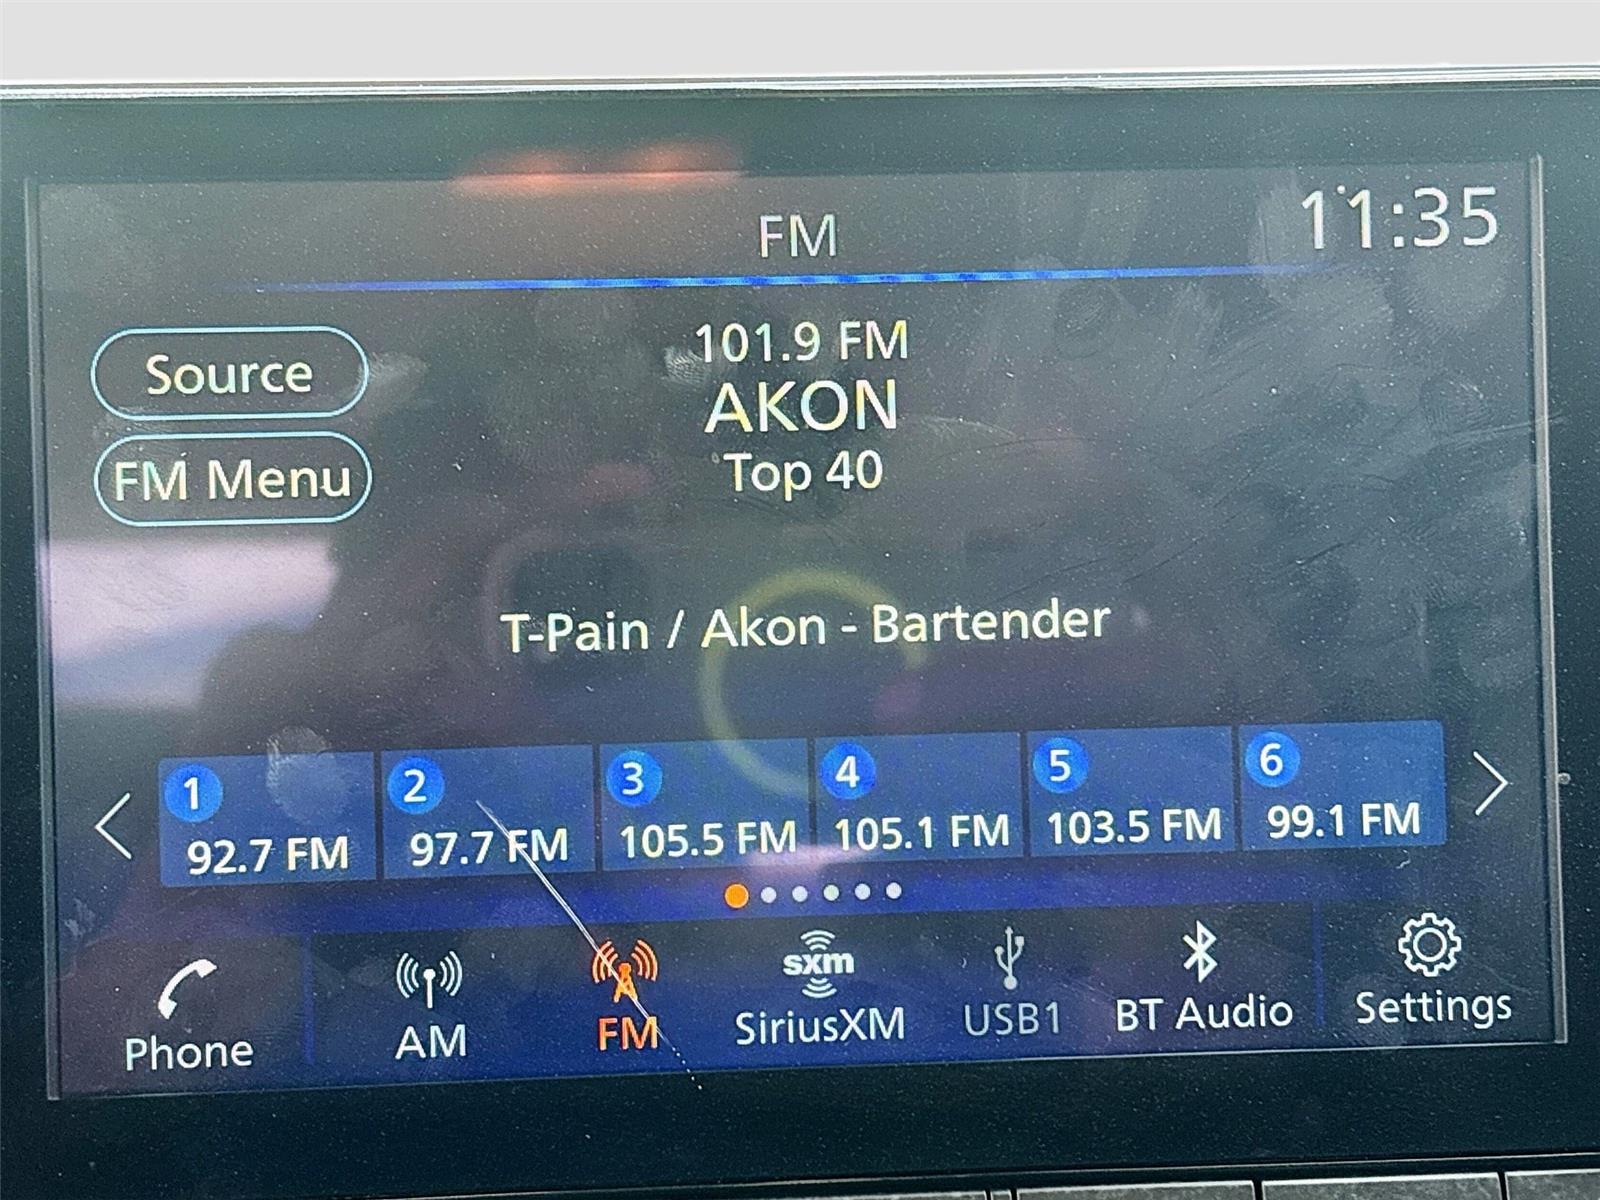 FM
11:35
Source
FM Menu
101.9 FM
AKON
Top 40
T-Pain / Akon - Bartender
1 2 3 4 5 6
92.7 FM 97.7 FM 105.5 FM 105.1 FM 103.5 FM 99.1 FM
sxm
Phone AM FM SiriusXM USB1 BT Audio Settings